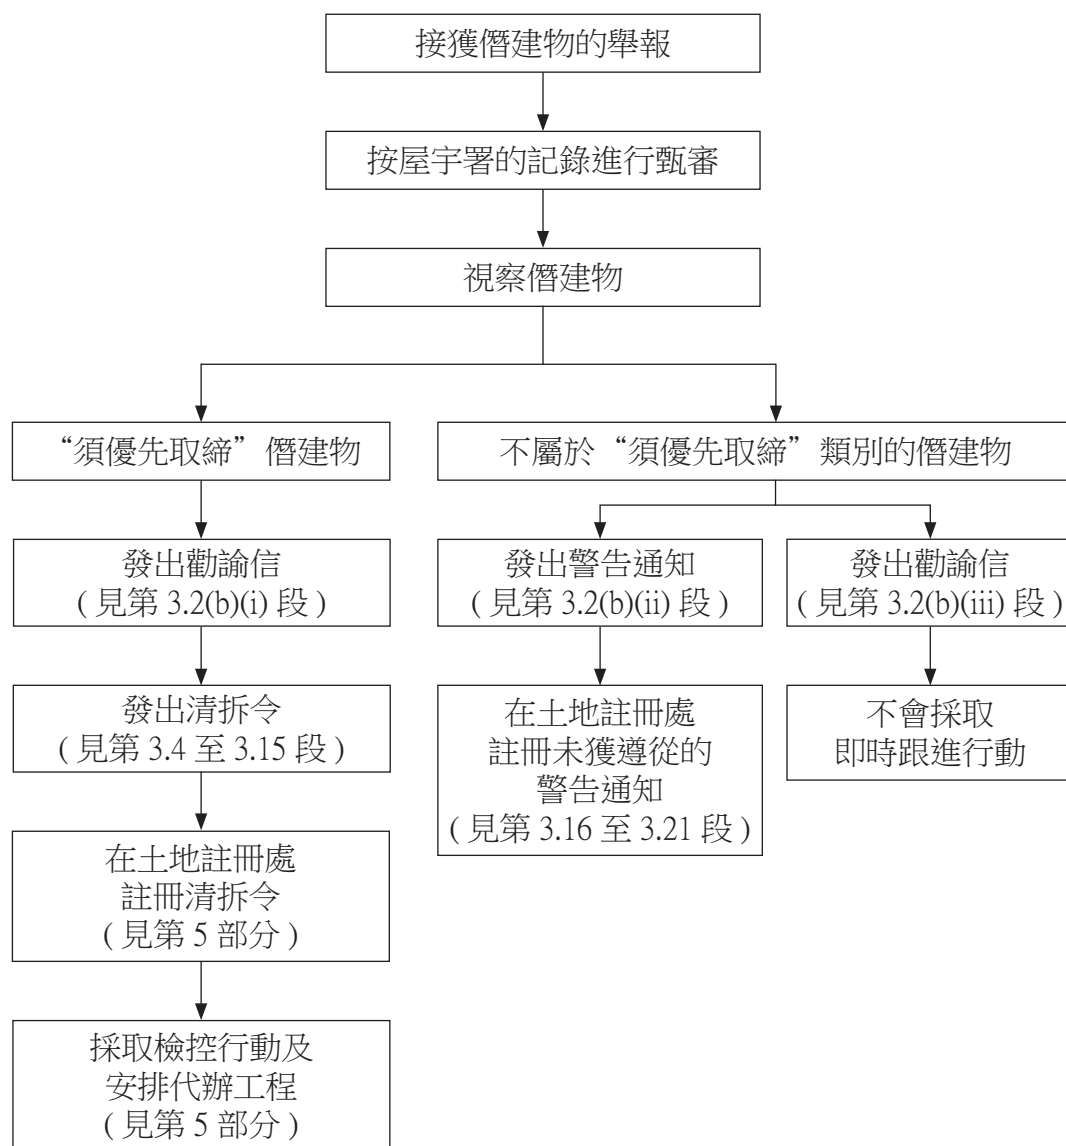 接獲僭建物的舉報
按屋宇署的記錄進行甄審
視察僭建物
“須優先取締”僭建物
不屬於“須優先取締”類別的僭建物
發出勸諭信
(見第 3.2(b)(i) 段)
發出警告通知
(見第 3.2(b)(ii) 段)
發出勸諭信
(見第 3.2(b)(iii) 段)
發出清拆令
(見第 3.4 至 3.15 段)
在土地註冊處
註冊未獲遵從的
警告通知
(見第 3.16 至 3.21 段)
不會採取
即時跟進行動
在土地註冊處
註冊清拆令
(見第 5 部分)
採取檢控行動及
安排代辦工程
(見第 5 部分)